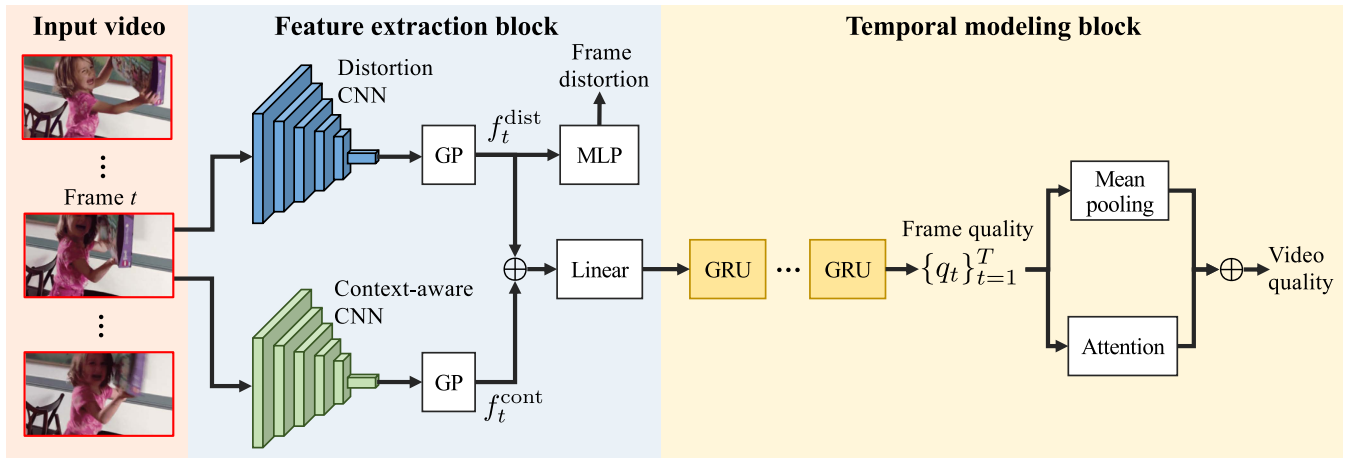 Input video
Feature extraction block
Temporal modeling block
Frame
distortion
Distortion
CNN
⋯
Frame t
GP
f_t^dist
MLP
Mean
pooling
Frame quality
Linear
GRU
...
GRU
{q_t}_{t=1}^T
Video
quality
Context-aware
CNN
⋯
Attention
GP
f_t^cont